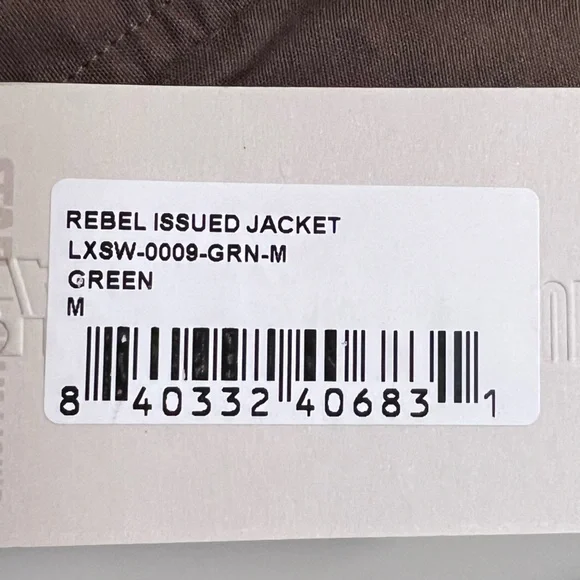 REBEL ISSUED JACKET
LXSW-0009-GRN-M
GREEN
M
8 40332 40683 1